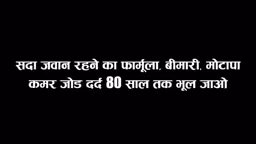 सदा जवान रहने का फार्मूला, बीमारी, मोटापा
कमर जोड दर्द 80 साल तक भूल जाओ